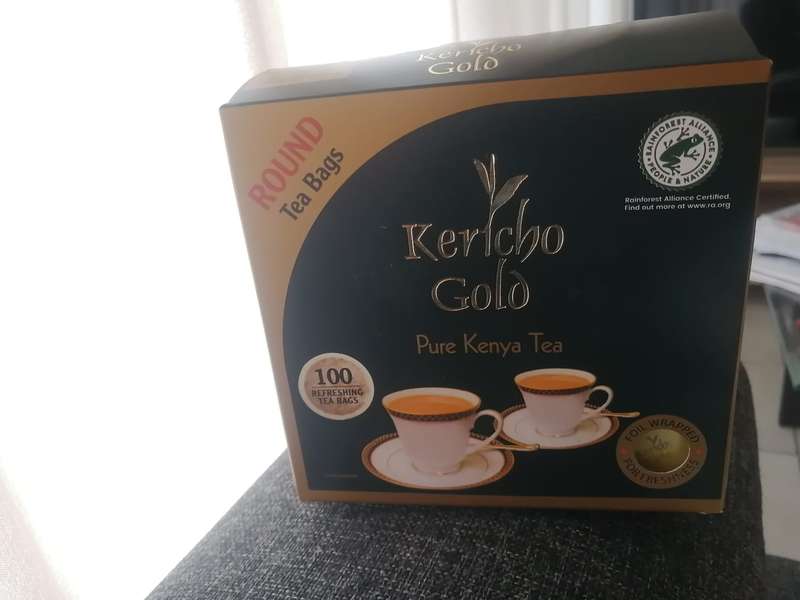 Kericho
Gold
ROUND
Tea Bags
RAINFOREST ALLIANCE
PEOPLE & NATURE
Rainforest Alliance Certified.
Find out more at www.ra.org
Kericho
Gold
Pure Kenya Tea
100
REFRESHING
TEA BAGS
FOIL WRAPPED
FOR FRESHNESS